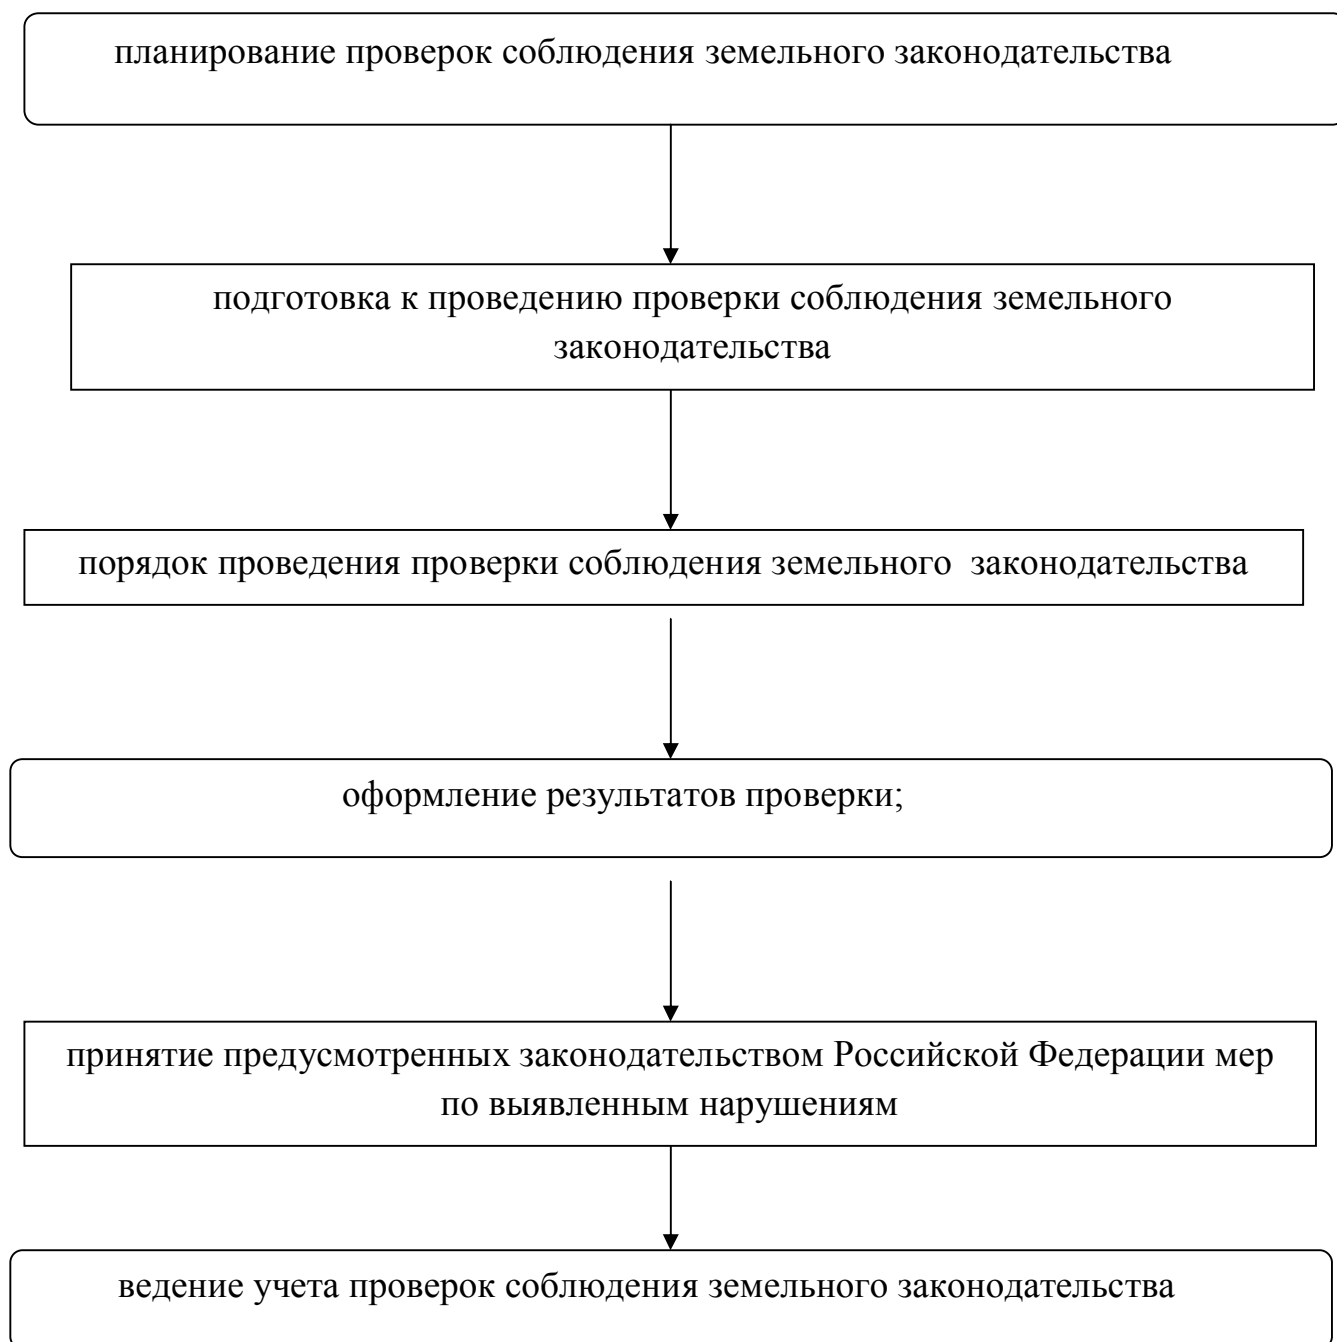 планирование проверок соблюдения земельного законодательства
подготовка к проведению проверки соблюдения земельного
законодательства
порядок проведения проверки соблюдения земельного  законодательства
оформление результатов проверки;
принятие предусмотренных законодательством Российской Федерации мер
по выявленным нарушениям
ведение учета проверок соблюдения земельного законодательства